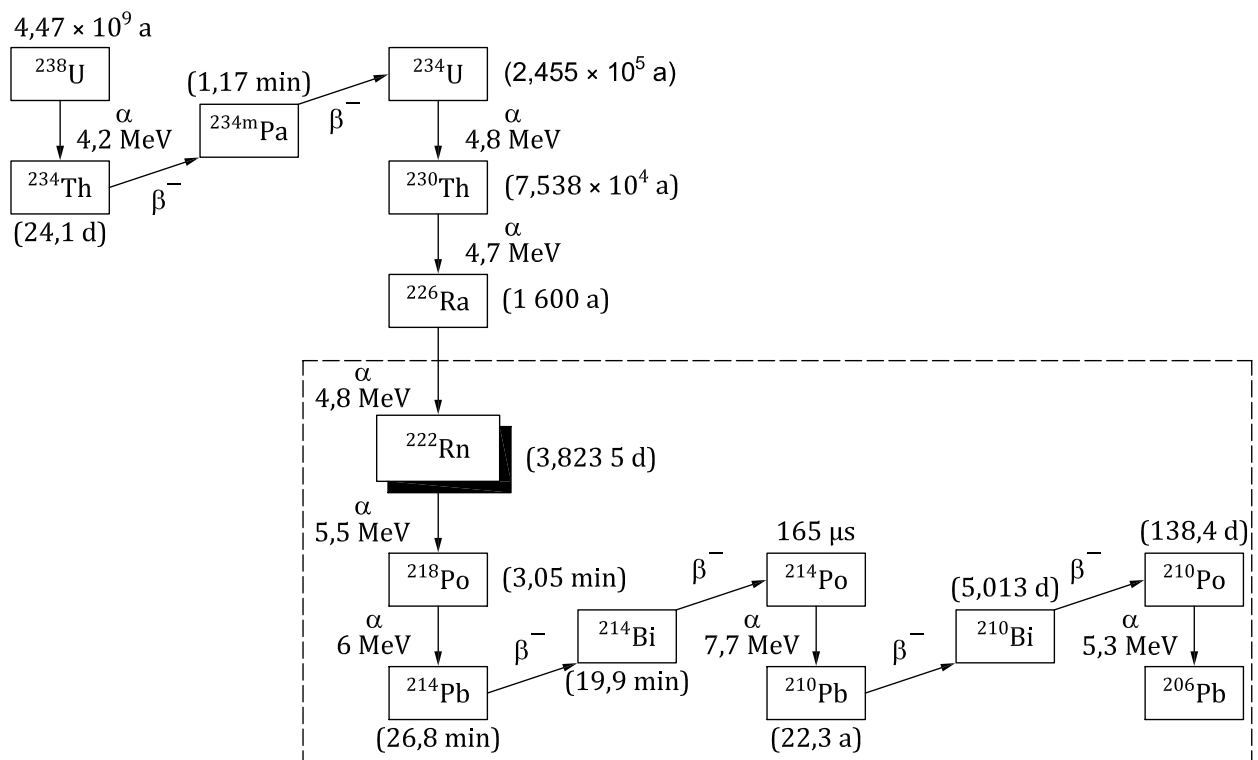 4,47 × 10⁹ a
²³⁸U
α
4,2 MeV
²³⁴Th
(24,1 d)
β⁻
(1,17 min)
²³⁴ᵐPa
β⁻
²³⁴U
(2,455 × 10⁵ a)
α
4,8 MeV
²³⁰Th
(7,538 × 10⁴ a)
α
4,7 MeV
²²⁶Ra
(1 600 a)
α
4,8 MeV
²²²Rn
(3,823 5 d)
α
5,5 MeV
²¹⁸Po
(3,05 min)
α
6 MeV
²¹⁴Pb
(26,8 min)
β⁻
²¹⁴Bi
(19,9 min)
β⁻
165 µs
²¹⁴Po
α
7,7 MeV
²¹⁰Pb
(22,3 a)
β⁻
(5,013 d)
²¹⁰Bi
β⁻
(138,4 d)
²¹⁰Po
α
5,3 MeV
²⁰⁶Pb